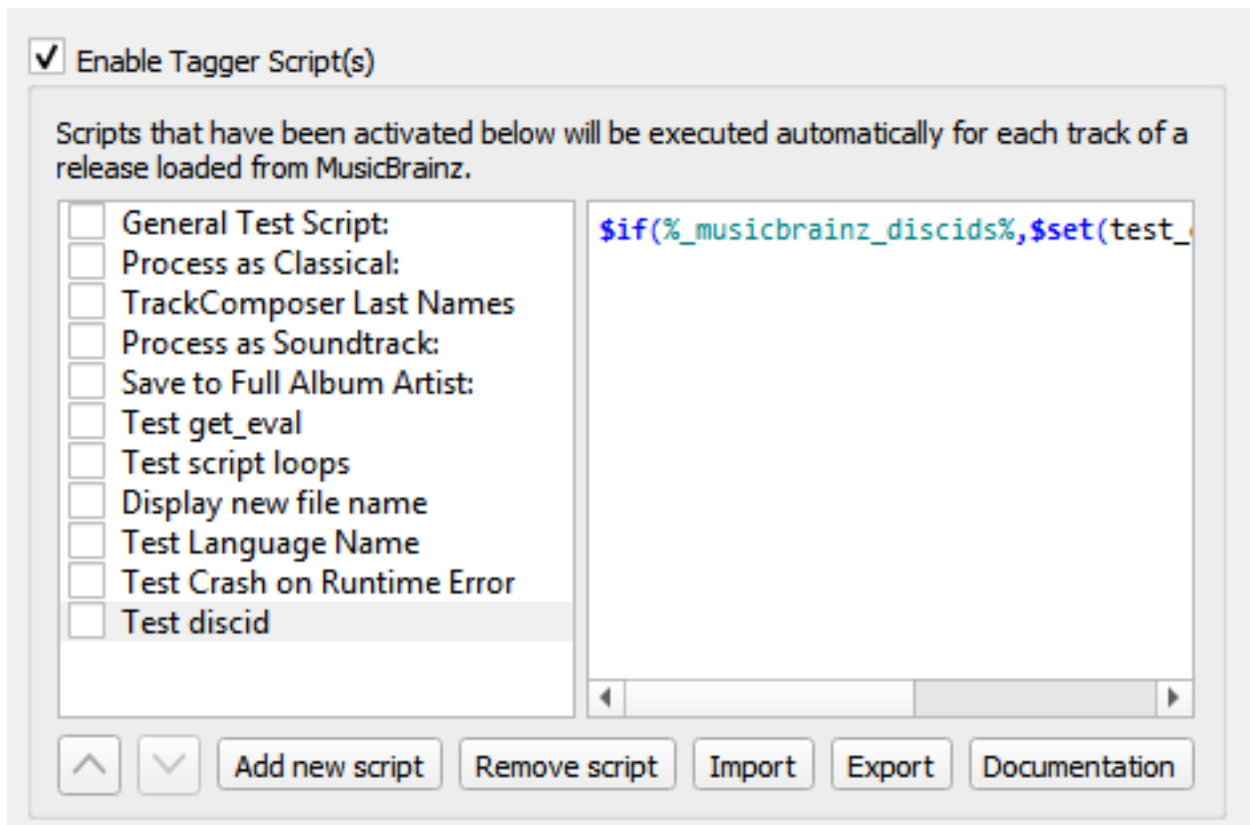 Enable Tagger Script(s)
Scripts that have been activated below will be executed automatically for each track of a
release loaded from MusicBrainz.
General Test Script:
Process as Classical:
TrackComposer Last Names
Process as Soundtrack:
Save to Full Album Artist:
Test get_eval
Test script loops
Display new file name
Test Language Name
Test Crash on Runtime Error
Test discid
$if(%_musicbrainz_discids%,$set(test_
Add new script
Remove script
Import
Export
Documentation